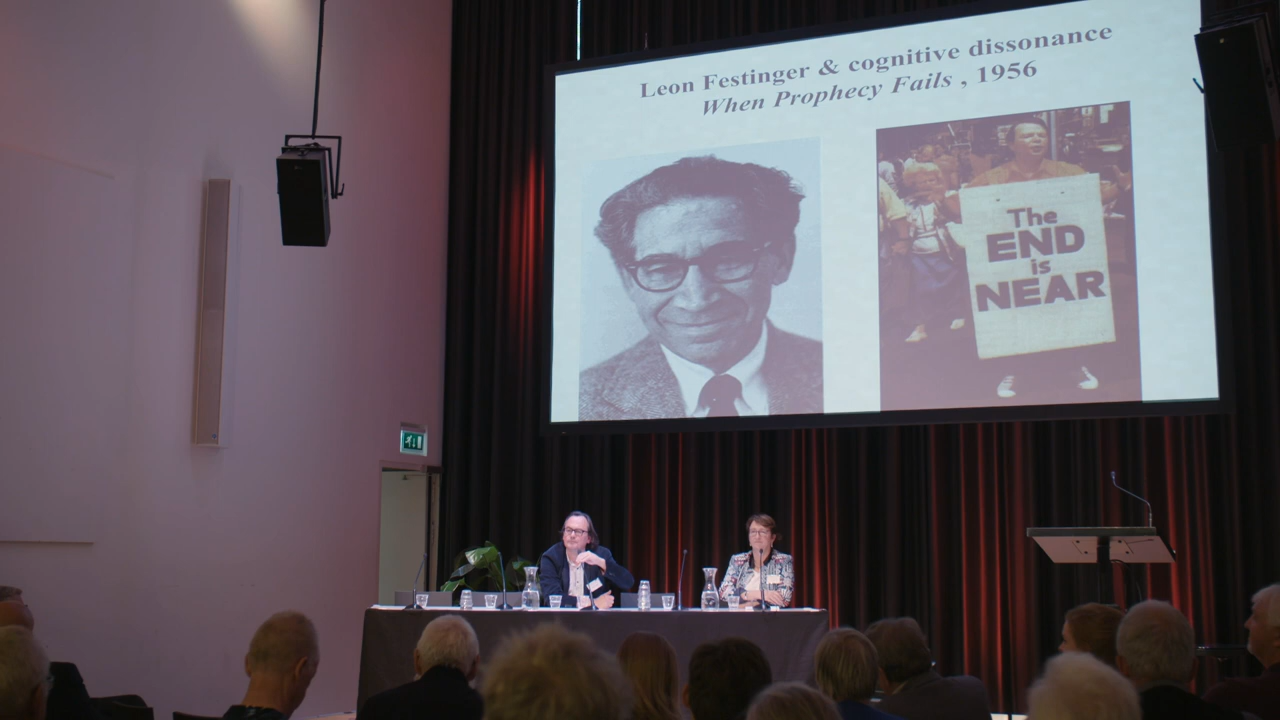 Leon Festinger & cognitive dissonance
When Prophecy Fails , 1956
The
END
is
NEAR